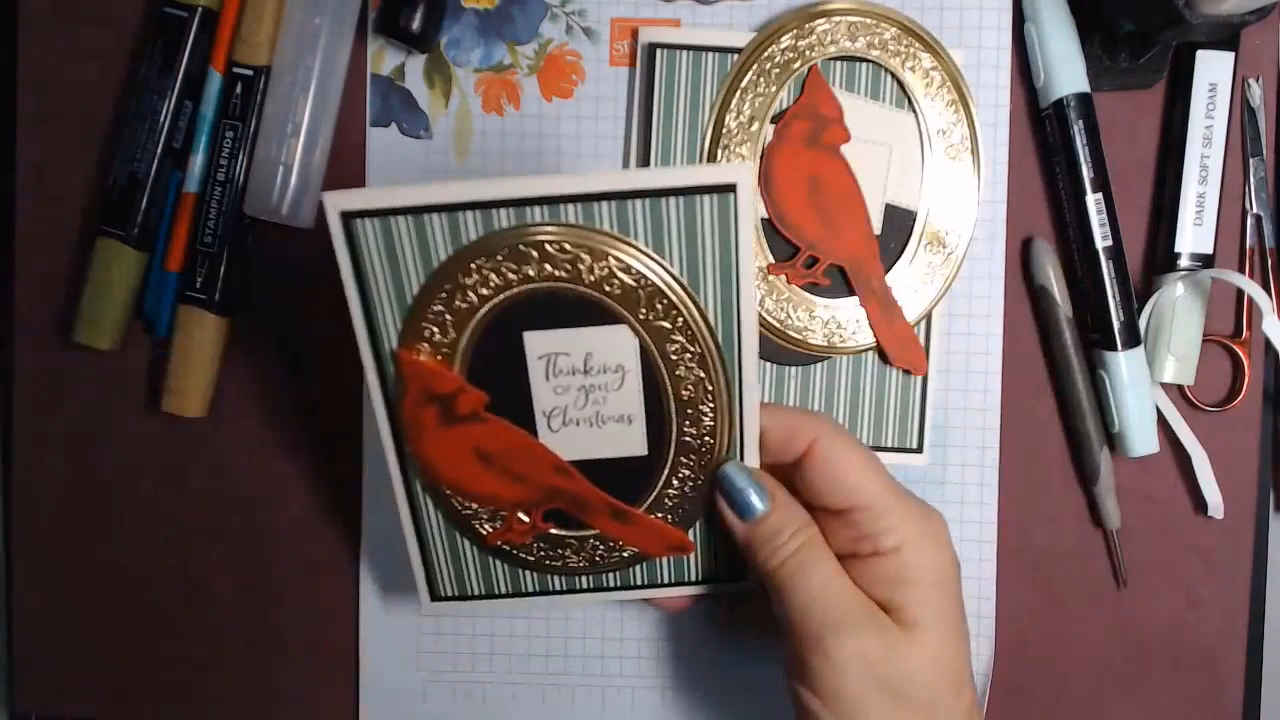 Thinking
OF you AT
Christmas
STAMPIN' BLENDS
DARK SOFT SEA FOAM